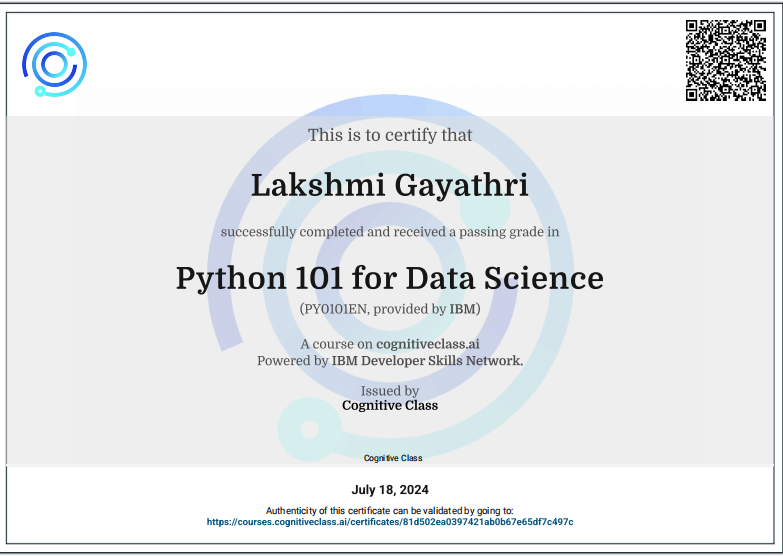 This is to certify that
Lakshmi Gayathri
successfully completed and received a passing grade in
Python 101 for Data Science
(PY0101EN, provided by IBM)
A course on cognitiveclass.ai
Powered by IBM Developer Skills Network.
Issued by
Cognitive Class
Cognitive Class
July 18, 2024
Authenticity of this certificate can be validated by going to:
https://courses.cognitiveclass.ai/certificates/81d502ea0397421ab0b67e65df7c497c